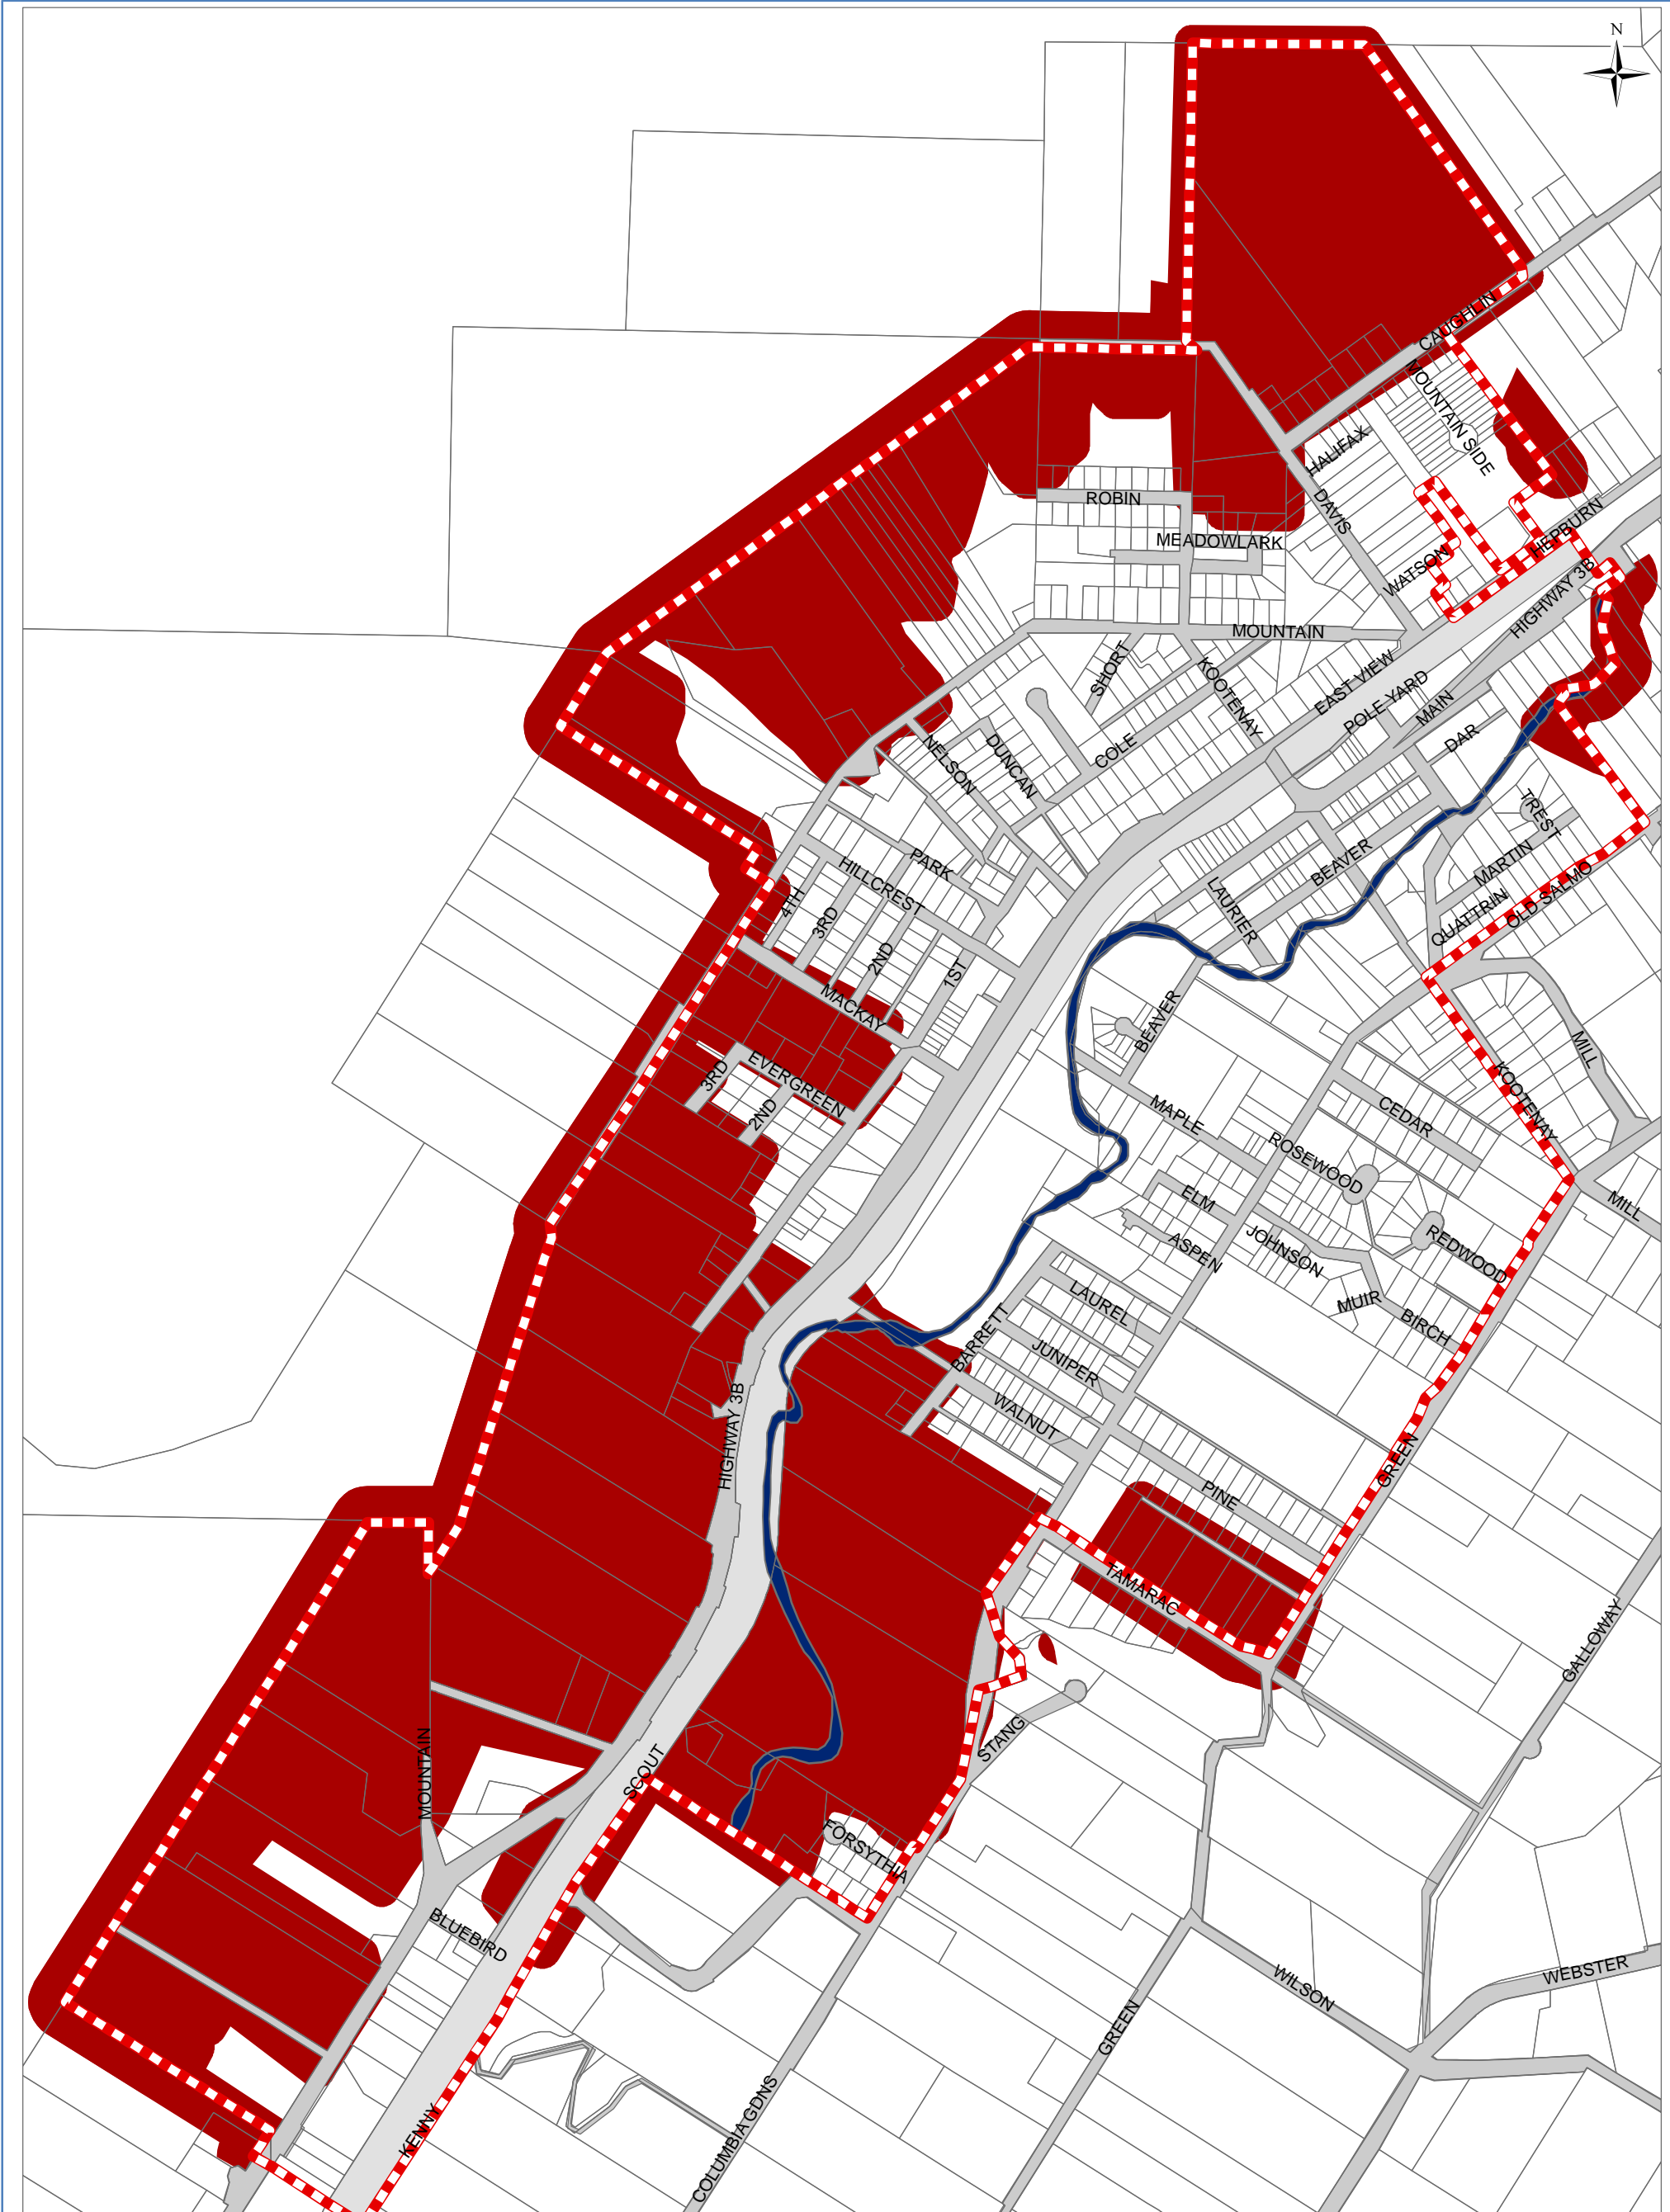 N
CAUGHLIN
MOUNTAIN SIDE
HALIFAX
ROBIN
DAVIS
HEPBURN
MEADOWLARK
WATSON
HIGHWAY 3B
MOUNTAIN
SHORT
KOOTENAY
EAST VIEW
POLE YARD
MAIN
DAR
COLE
DUNCAN
NELSON
TIREST
PARK
HILLCREST
BEAVER
MARTIN
OLD SALMO
QUATTRIN
LAURIER
4TH
3RD
2ND
1ST
MACKAY
BEAVER
MILL
EVERGREEN
3RD
2ND
MAPLE
KOOTENAY
CEDAR
ROSEWOOD
ELM
MILL
ASPEN
JOHNSON
REDWOOD
LAUREL
MUIR
BIRCH
BARRETT
JUNIPER
WALNUT
HIGHWAY 3B
GREEN
PINE
TAMARAC
GALLOWAY
STANG
SCOUT
MOUNTAIN
FORSYTHIA
BLUEBIRD
WEBSTER
WILSON
GREEN
KENNY
COLUMBIA GDNS